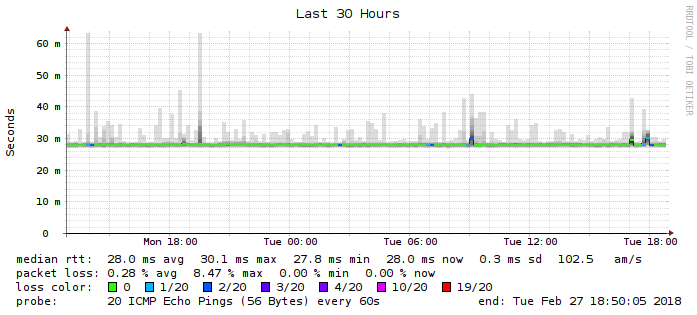 Last 30 Hours
RRDTOOL / TOBI OETIKER
Seconds
60 m
50 m
40 m
30 m
20 m
10 m
0
Mon 18:00 Tue 00:00 Tue 06:00 Tue 12:00 Tue 18:00
median rtt: 28.0 ms avg 30.1 ms max 27.8 ms min 28.0 ms now 0.3 ms sd 102.5 am/s
packet loss: 0.28 % avg 8.47 % max 0.00 % min 0.00 % now
loss color: 0 1/20 2/20 3/20 4/20 10/20 19/20
probe: 20 ICMP Echo Pings (56 Bytes) every 60s end: Tue Feb 27 18:50:05 2018